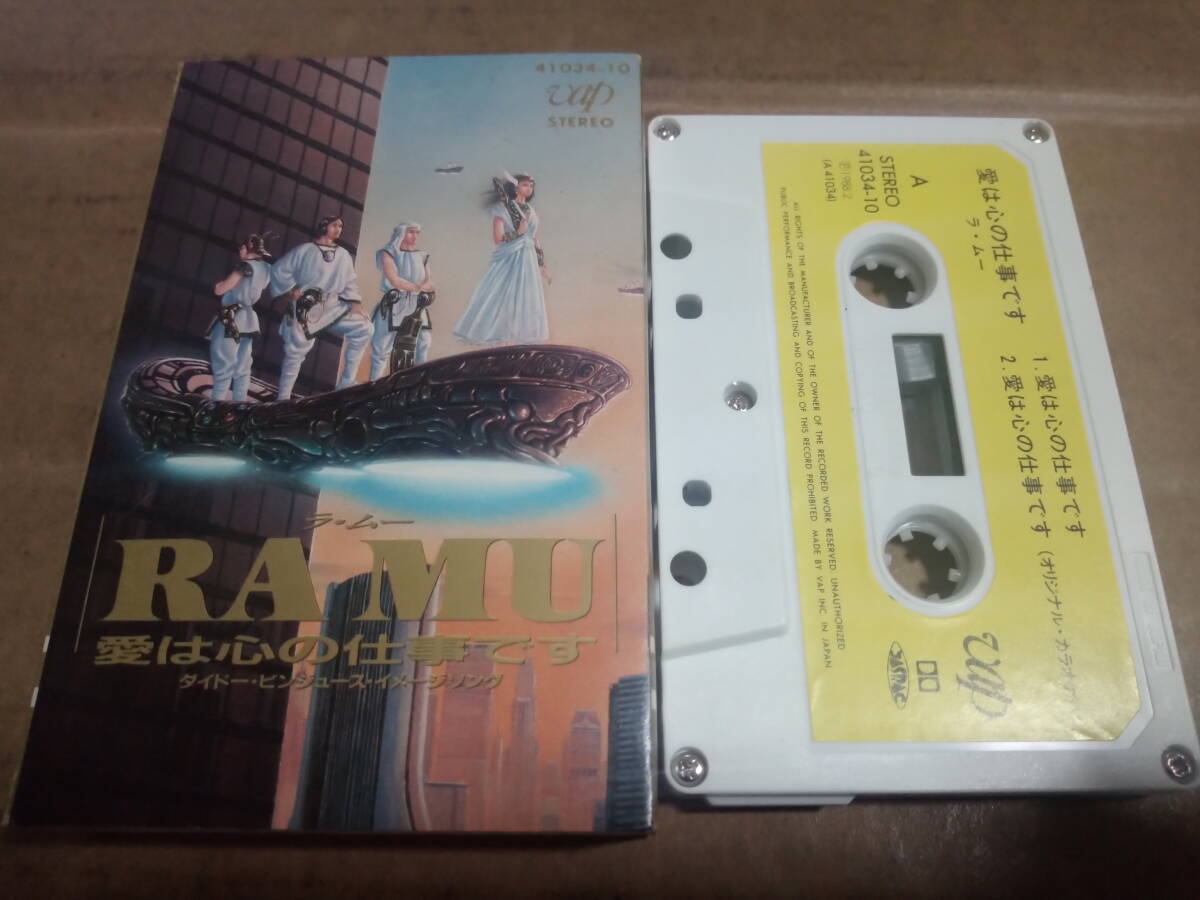 41034-10
vap
STEREO
ラ・ムー
RA MU
愛は心の仕事です
ダイドー・ビンジュース・イメージソング
愛は心の仕事です
ラ・ムー
1. 愛は心の仕事です
2. 愛は心の仕事です (オリジナル・カラオケ)
A
STEREO
41034-10
Ⓟ1988.2
(A 41034)
ALL RIGHTS OF THE MANUFACTURER AND OF THE OWNER OF THE RECORDED WORK RESERVED. UNAUTHORIZED
PUBLIC PERFORMANCE AND BROADCASTING AND COPYING OF THIS RECORD PROHIBITED. MADE BY VAP INC. IN JAPAN.
vap
JASRAC